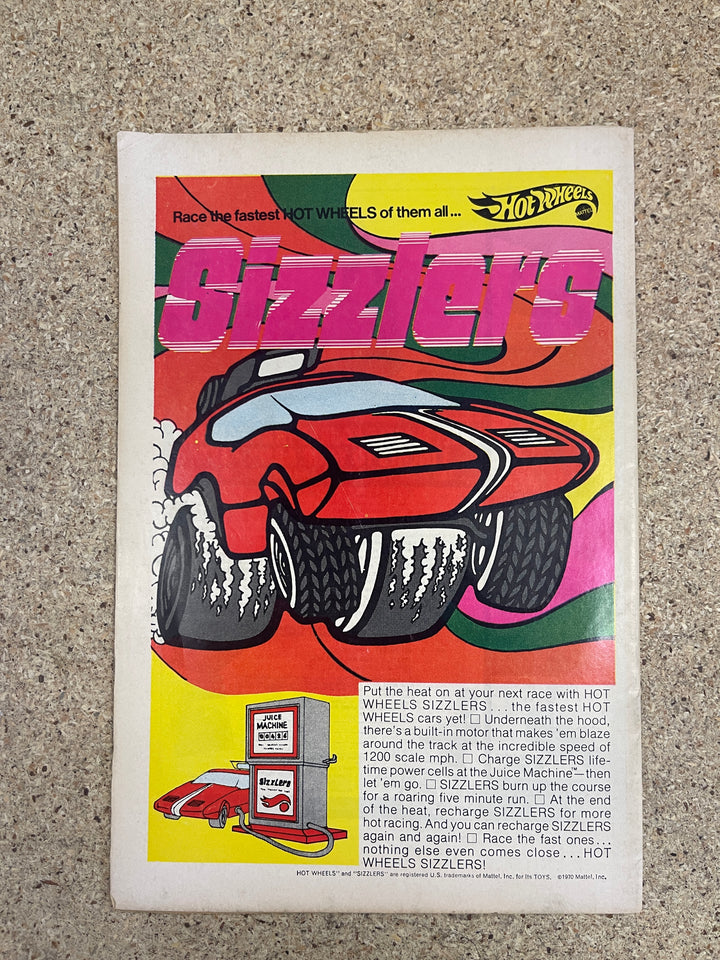 Race the fastest HOT WHEELS of them all ...
Hot Wheels
MATTEL
Sizzlers
JUICE
MACHINE
Sizzlers
Put the heat on at your next race with HOT
WHEELS SIZZLERS . . . the fastest HOT
WHEELS cars yet! □ Underneath the hood,
there's a built-in motor that makes 'em blaze
around the track at the incredible speed of
1200 scale mph. □ Charge SIZZLERS life-
time power cells at the Juice Machine™—then
let 'em go. □ SIZZLERS burn up the course
for a roaring five minute run. □ At the end
of the heat, recharge SIZZLERS for more
hot racing. And you can recharge SIZZLERS
again and again! □ Race the fast ones . . .
nothing else even comes close . . . HOT
WHEELS SIZZLERS!
HOT WHEELS" and "SIZZLERS" are registered U.S. trademarks of Mattel, Inc. for its TOYS. ©1970 Mattel, Inc.